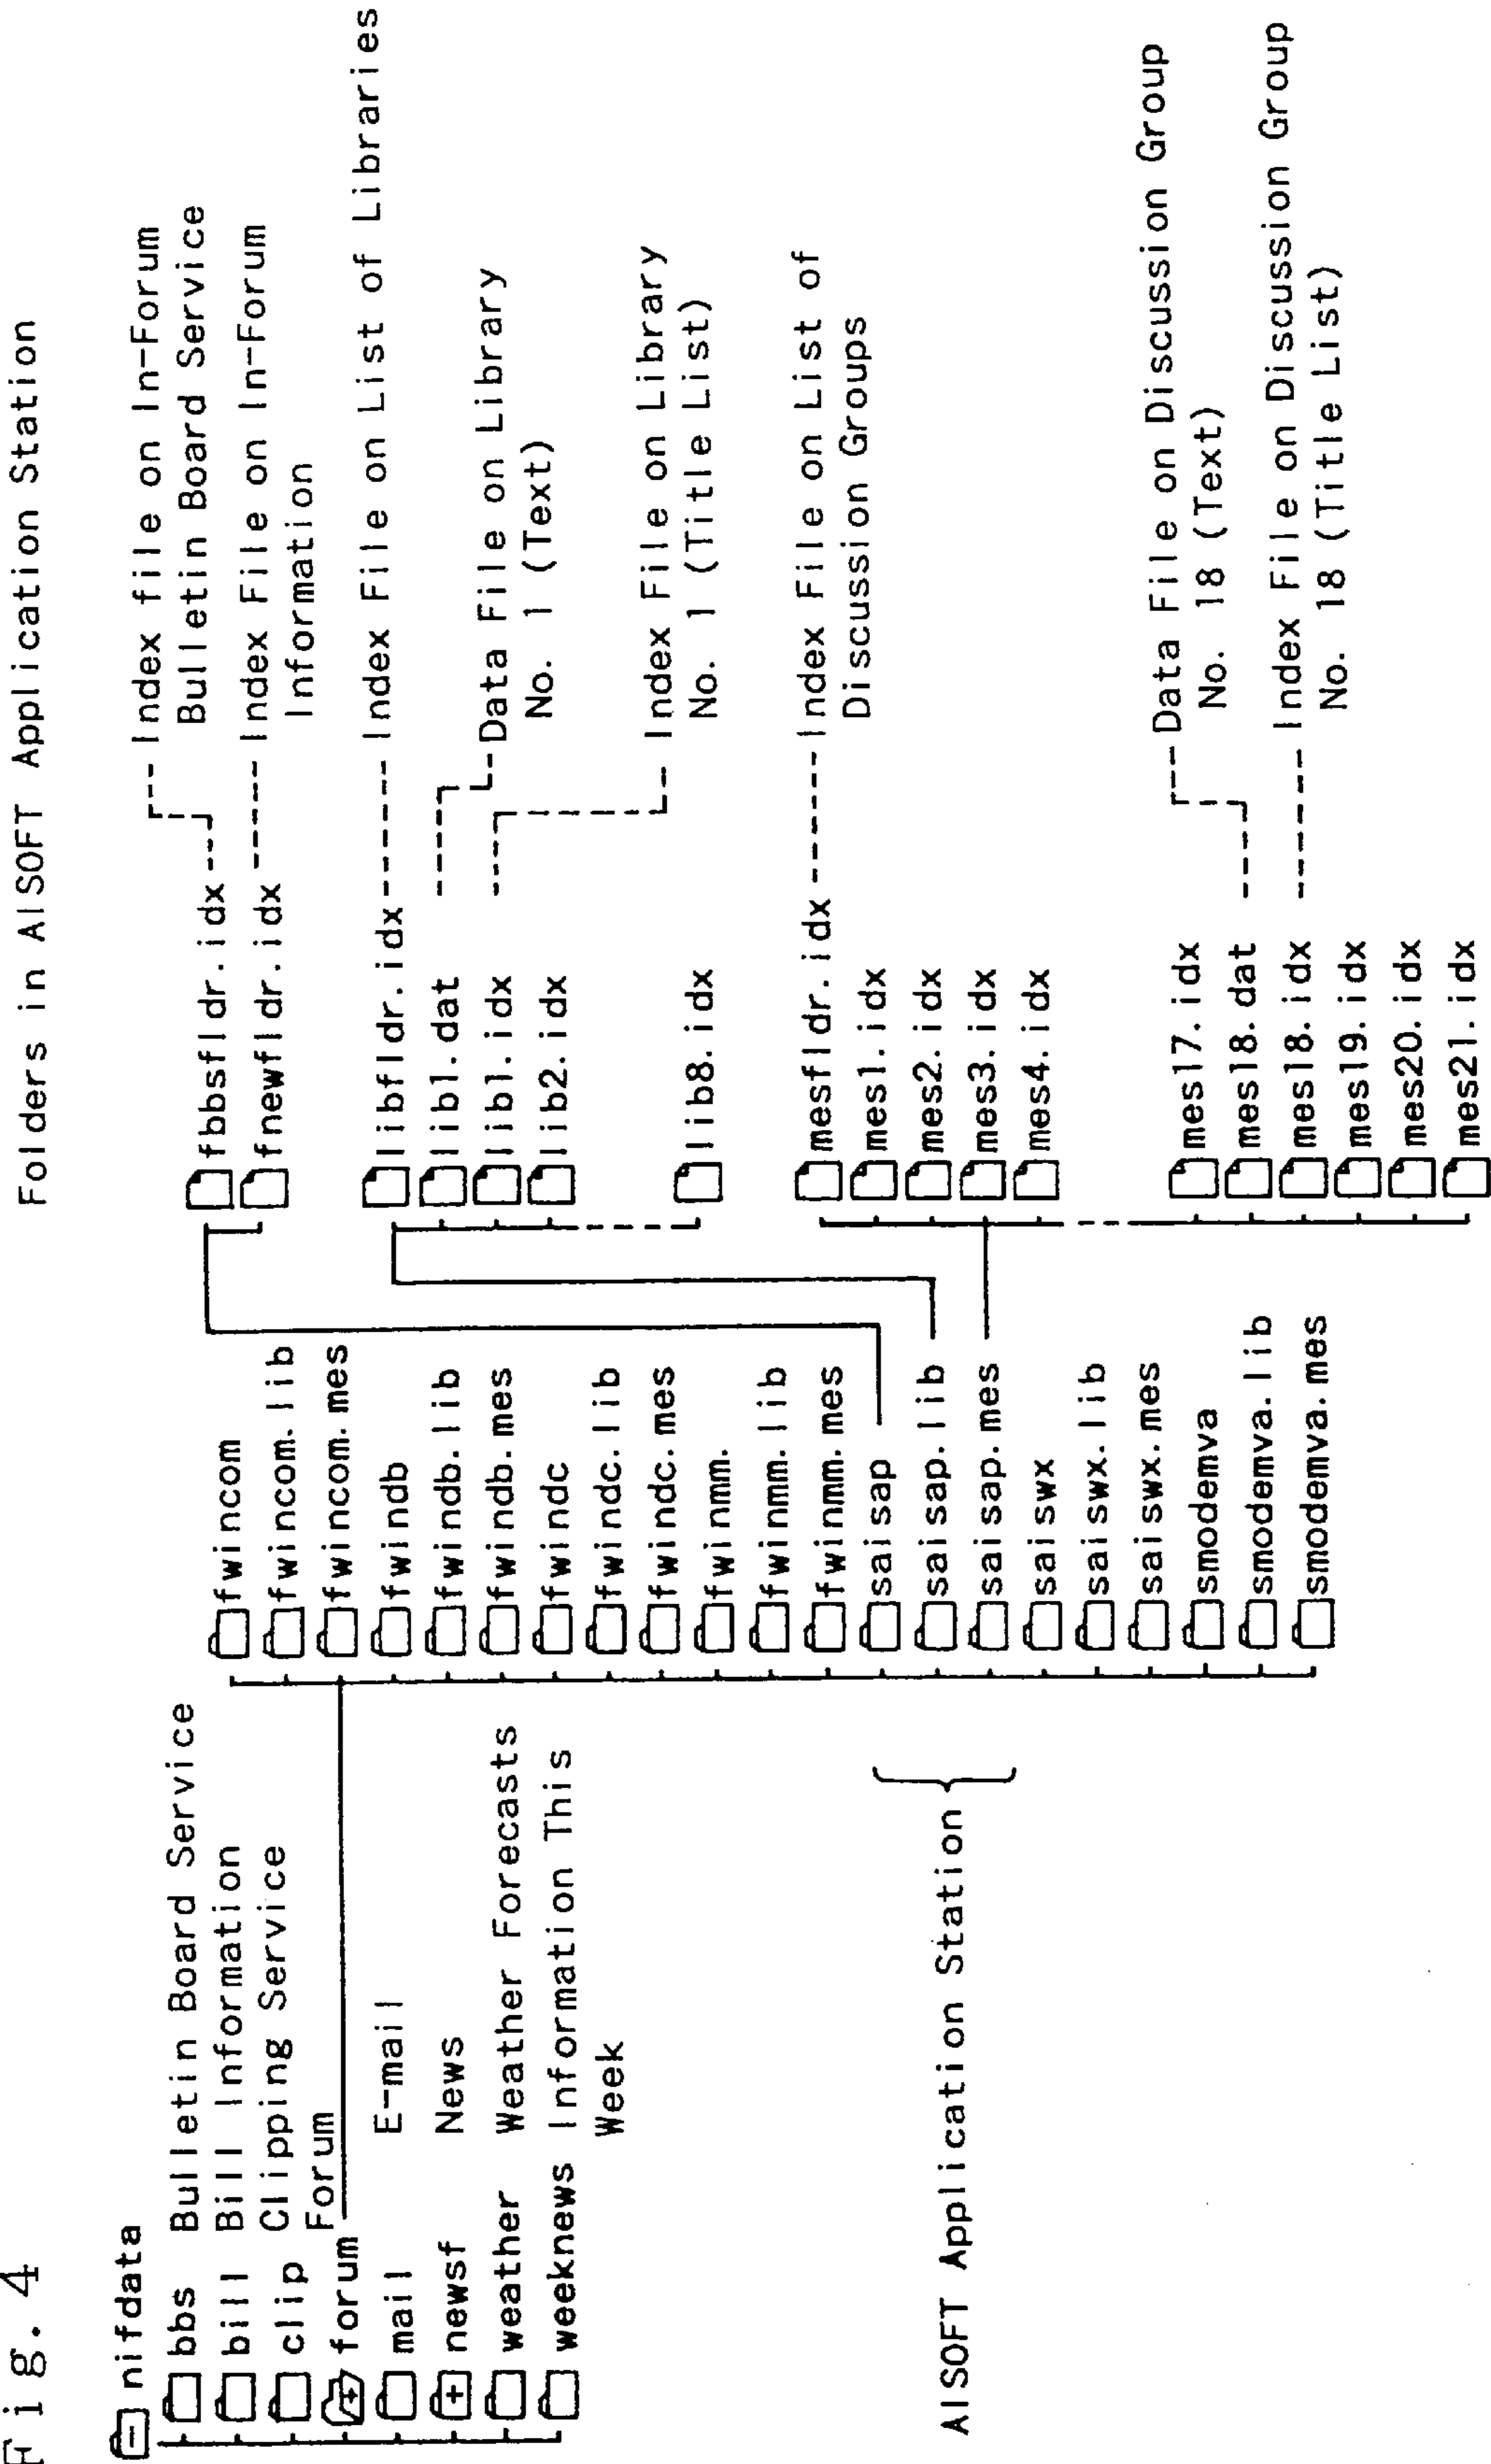 Fig. 4
Folders in AISOFT Application Station
nifdata
bbs Bulletin Board Service
bill Bill Information
clip Clipping Service
forum Forum
mail E-mail
newsf News
weather Weather Forecasts
weeknews Information This
Week
AISOFT Application Station
fwincom
fwincom.lib
fwincom.mes
fwindb
fwindb.lib
fwindb.mes
fwindc
fwindc.lib
fwindc.mes
fwinmm.
fwinmm.lib
fwinmm.mes
saisap
saisap.lib
saisap.mes
saiswx
saiswx.lib
saiswx.mes
smodemva
smodemva.lib
smodemva.mes
fbbsfldr.idx
Index file on In-Forum
Bulletin Board Service
fnewfldr.idx
Index File on In-Forum
Information
libfldr.idx
Index File on List of Libraries
lib1.dat
Data File on Library
No. 1 (Text)
lib1.idx
Index File on Library
No. 1 (Title List)
lib2.idx
lib8.idx
mesfldr.idx
Index File on List of
Discussion Groups
mes1.idx
mes2.idx
mes3.idx
mes4.idx
mes17.idx
mes18.dat
Data File on Discussion Group
No. 18 (Text)
mes18.idx
Index File on Discussion Group
No. 18 (Title List)
mes19.idx
mes20.idx
mes21.idx